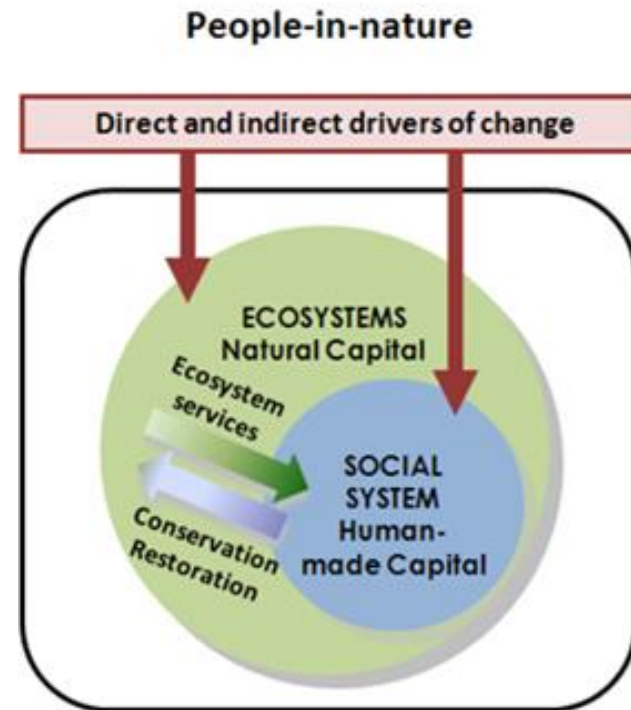 People-in-nature
Direct and indirect drivers of change
ECOSYSTEMS
Natural Capital
Ecosystem
services
SOCIAL
SYSTEM
Human-
made Capital
Conservation
Restoration